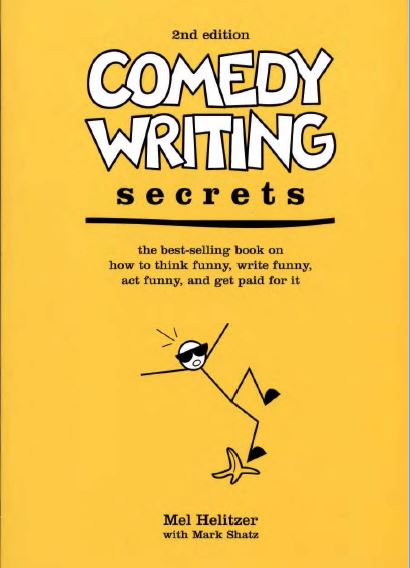 2nd edition
COMEDY
WRITING
secrets
the best-selling book on
how to think funny, write funny,
act funny, and get paid for it
Mel Helitzer
with Mark Shatz